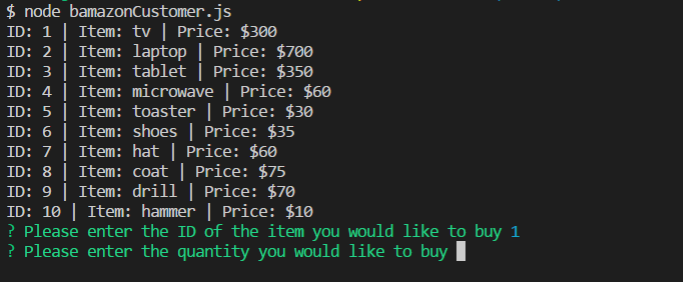 $ node bamazonCustomer.js
ID: 1 | Item: tv | Price: $300
ID: 2 | Item: laptop | Price: $700
ID: 3 | Item: tablet | Price: $350
ID: 4 | Item: microwave | Price: $60
ID: 5 | Item: toaster | Price: $30
ID: 6 | Item: shoes | Price: $35
ID: 7 | Item: hat | Price: $60
ID: 8 | Item: coat | Price: $75
ID: 9 | Item: drill | Price: $70
ID: 10 | Item: hammer | Price: $10
? Please enter the ID of the item you would like to buy 1
? Please enter the quantity you would like to buy